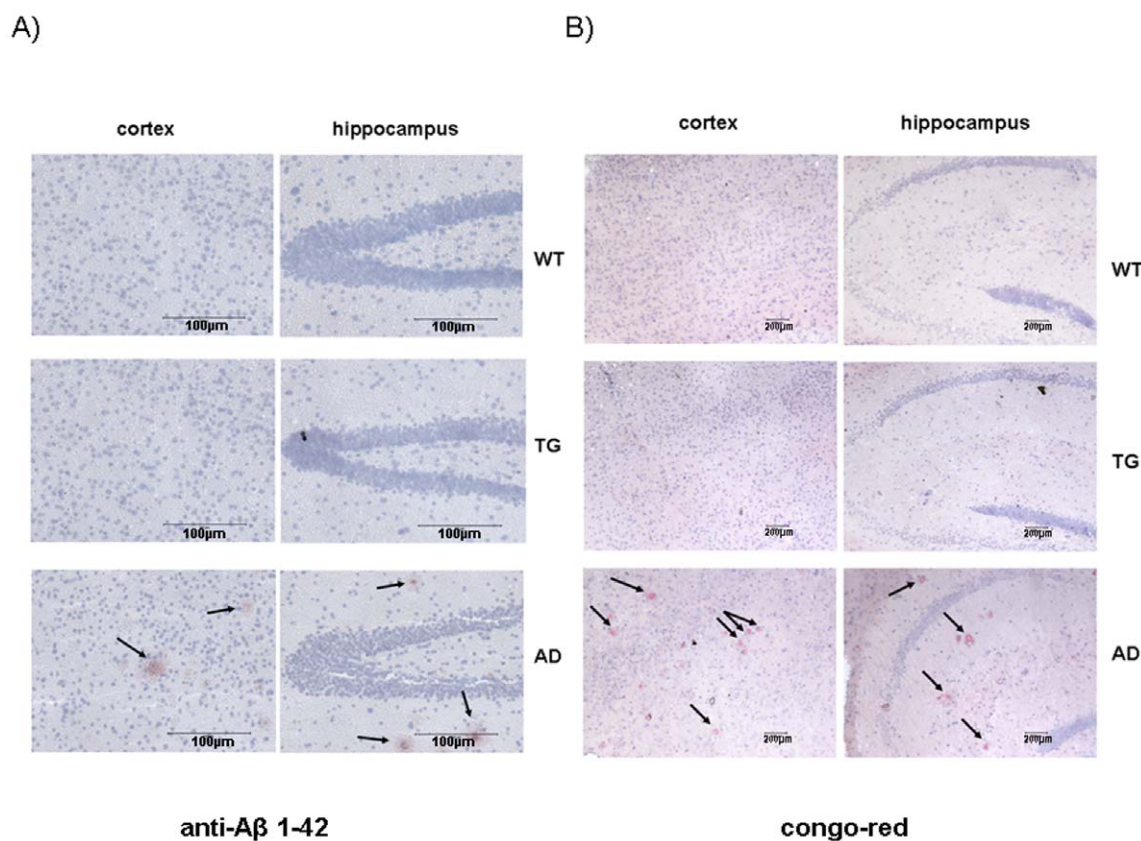 A)
B)
cortex
hippocampus
cortex
hippocampus
100µm
100µm
WT
200µm
200µm
WT
100µm
100µm
TG
200µm
200µm
TG
100µm
100µm
AD
200µm
200µm
AD
anti-Aβ 1-42
congo-red